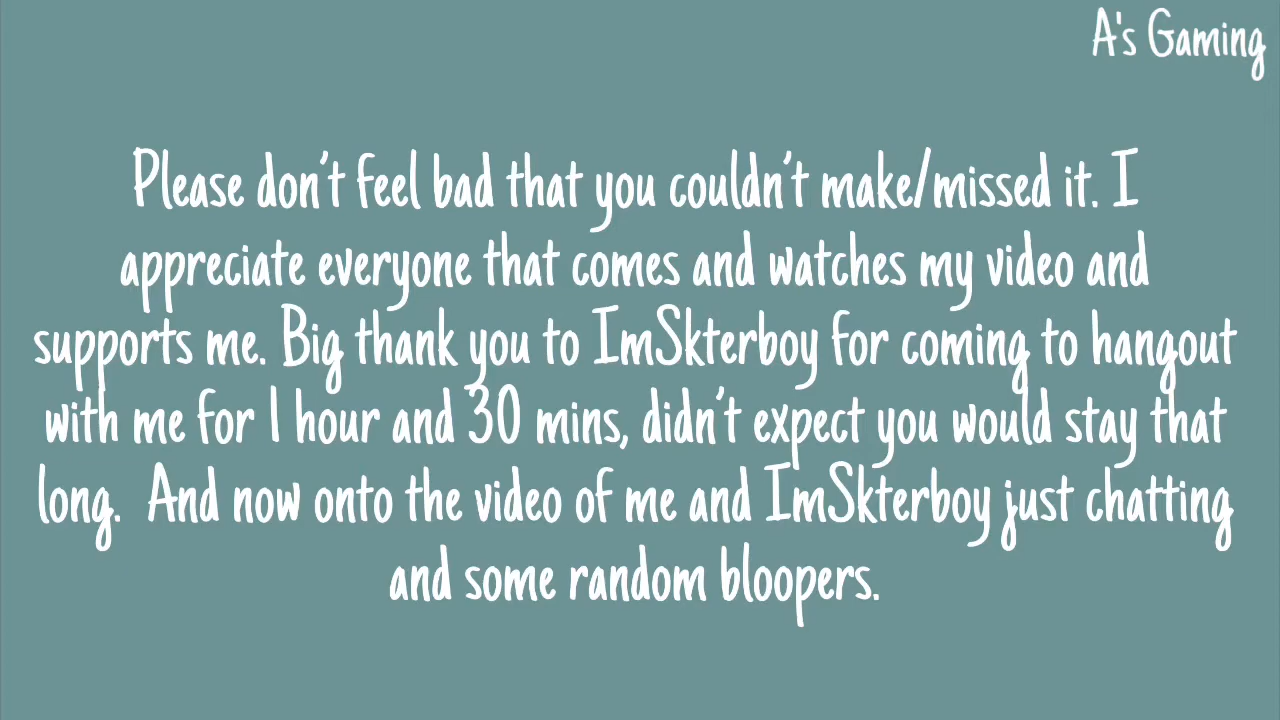 A's Gaming
Please don't feel bad that you couldn't make/missed it. I
appreciate everyone that comes and watches my video and
supports me. Big thank you to ImSkterboy for coming to hangout
with me for 1 hour and 30 mins, didn't expect you would stay that
long.  And now onto the video of me and ImSkterboy just chatting
and some random bloopers.